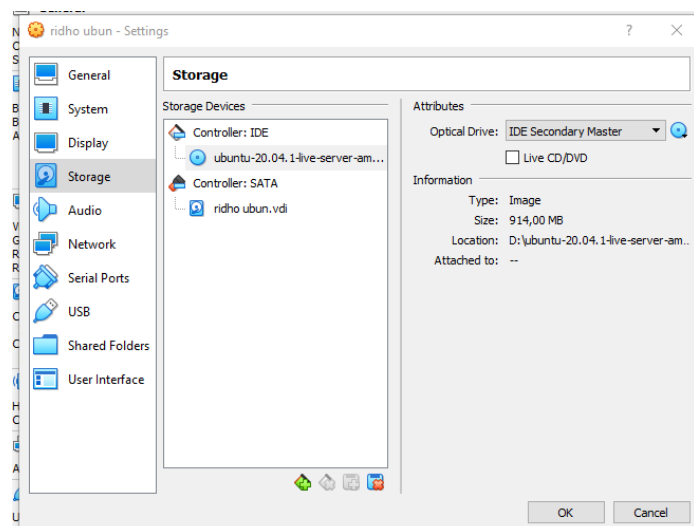 ridho ubun - Settings
?
General
System
Display
Storage
Audio
Network
Serial Ports
USB
Shared Folders
User Interface
Storage
Storage Devices
Controller: IDE
ubuntu-20.04.1-live-server-am...
Controller: SATA
ridho ubun.vdi
Attributes
Optical Drive: IDE Secondary Master
Live CD/DVD
Information
Type: Image
Size: 914,00 MB
Location: D:\ubuntu-20.04.1-live-server-am..
Attached to: --
OK Cancel